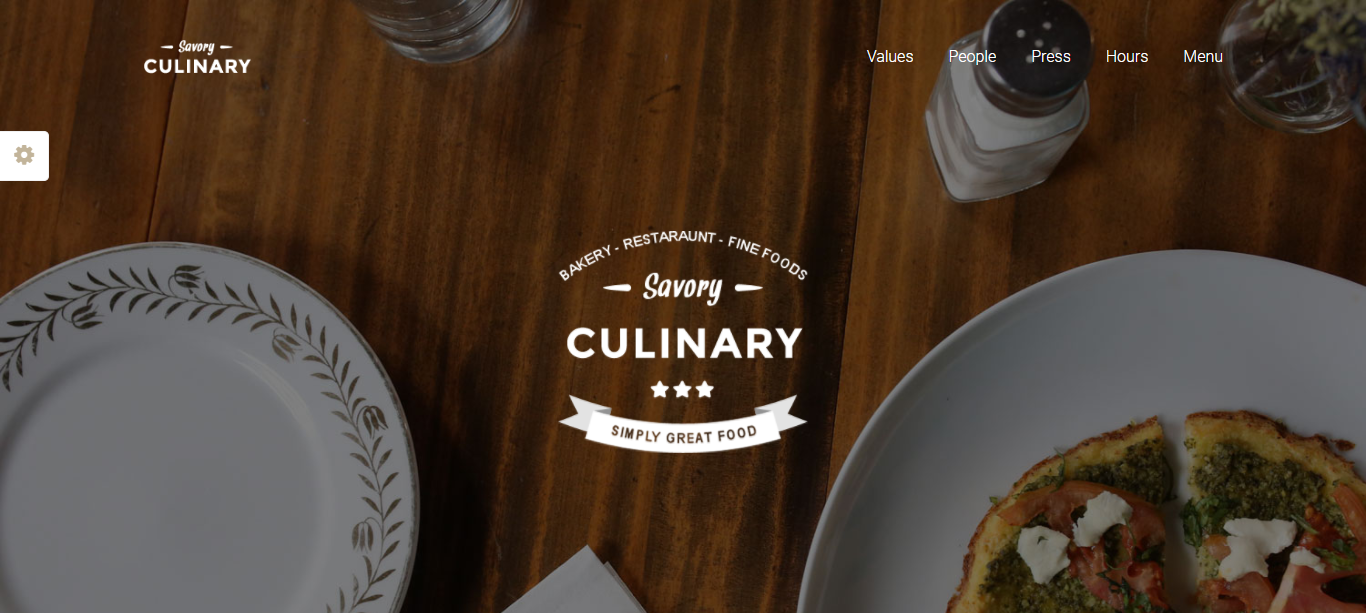 Savory
CULINARY
Values People Press Hours Menu
BAKERY - RESTARAUNT - FINE FOODS
Savory
CULINARY
SIMPLY GREAT FOOD